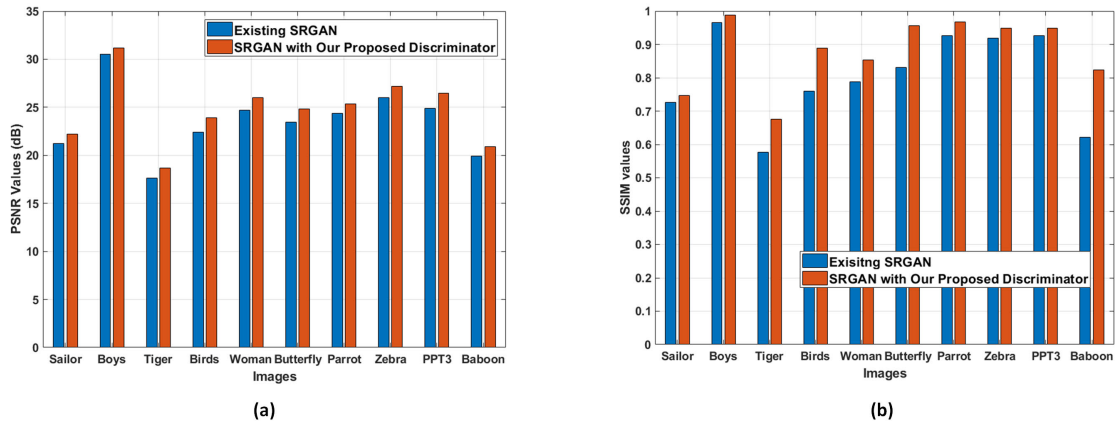 35
30
25
20
15
10
5
0
PSNR Values (dB)
Existing SRGAN
SRGAN with Our Proposed Discriminator
Sailor Boys Tiger Birds Woman Butterfly Parrot Zebra PPT3 Baboon
Images
(a)
1
0.9
0.8
0.7
0.6
0.5
0.4
0.3
0.2
0.1
0
SSIM values
Exisitng SRGAN
SRGAN with Our Proposed Discriminator
Sailor Boys Tiger Birds Woman Butterfly Parrot Zebra PPT3 Baboon
Images
(b)